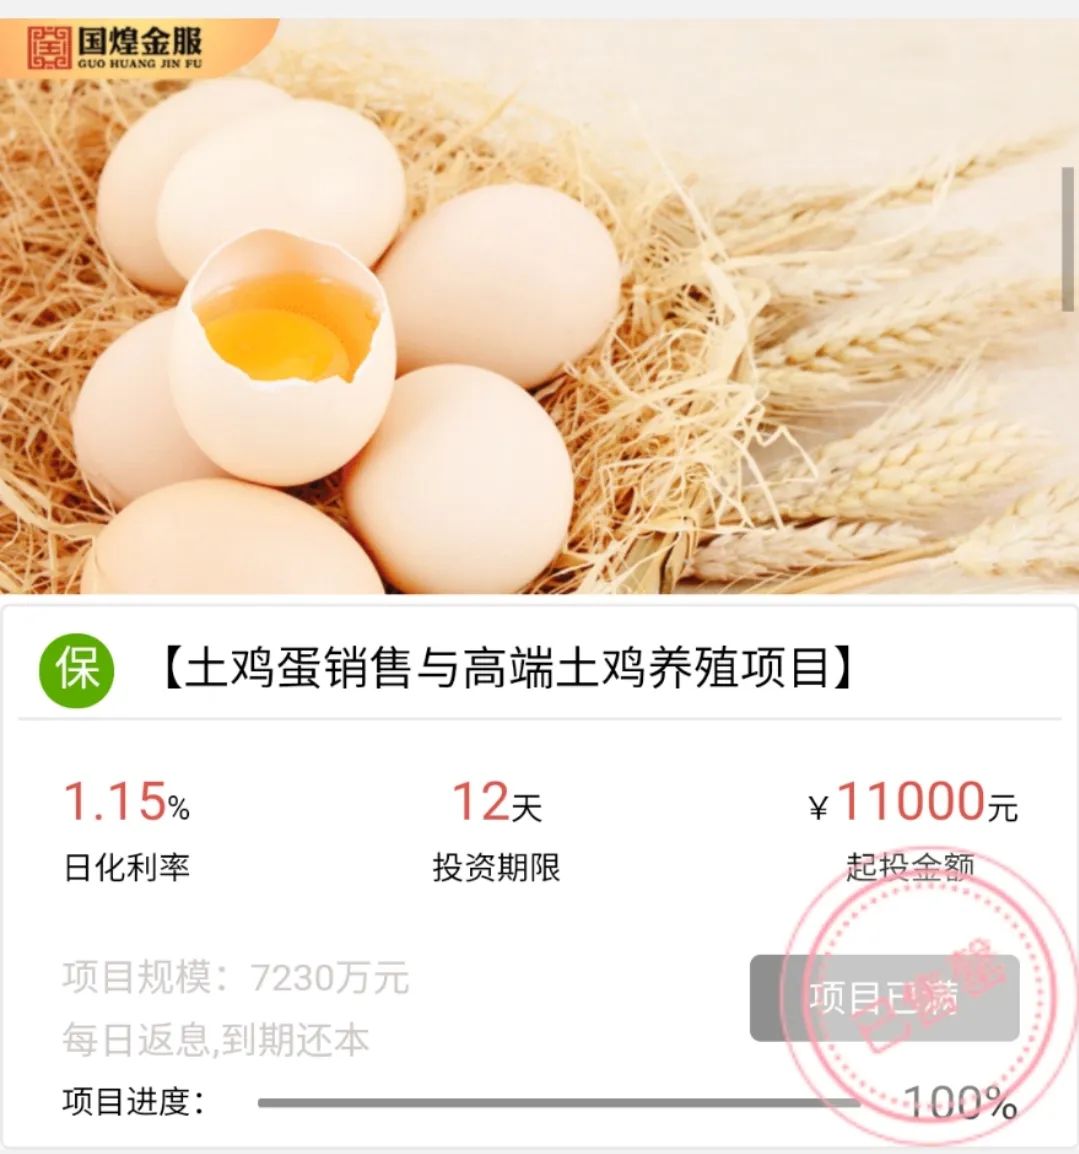 国煌金服
GUO HUANG JIN FU
保 【土鸡蛋销售与高端土鸡养殖项目】
1.15% 12天 ¥11000元
日化利率 投资期限 起投金额
项目规模：7230万元
项目已满
已售罄
每日返息,到期还本
项目进度： 100%